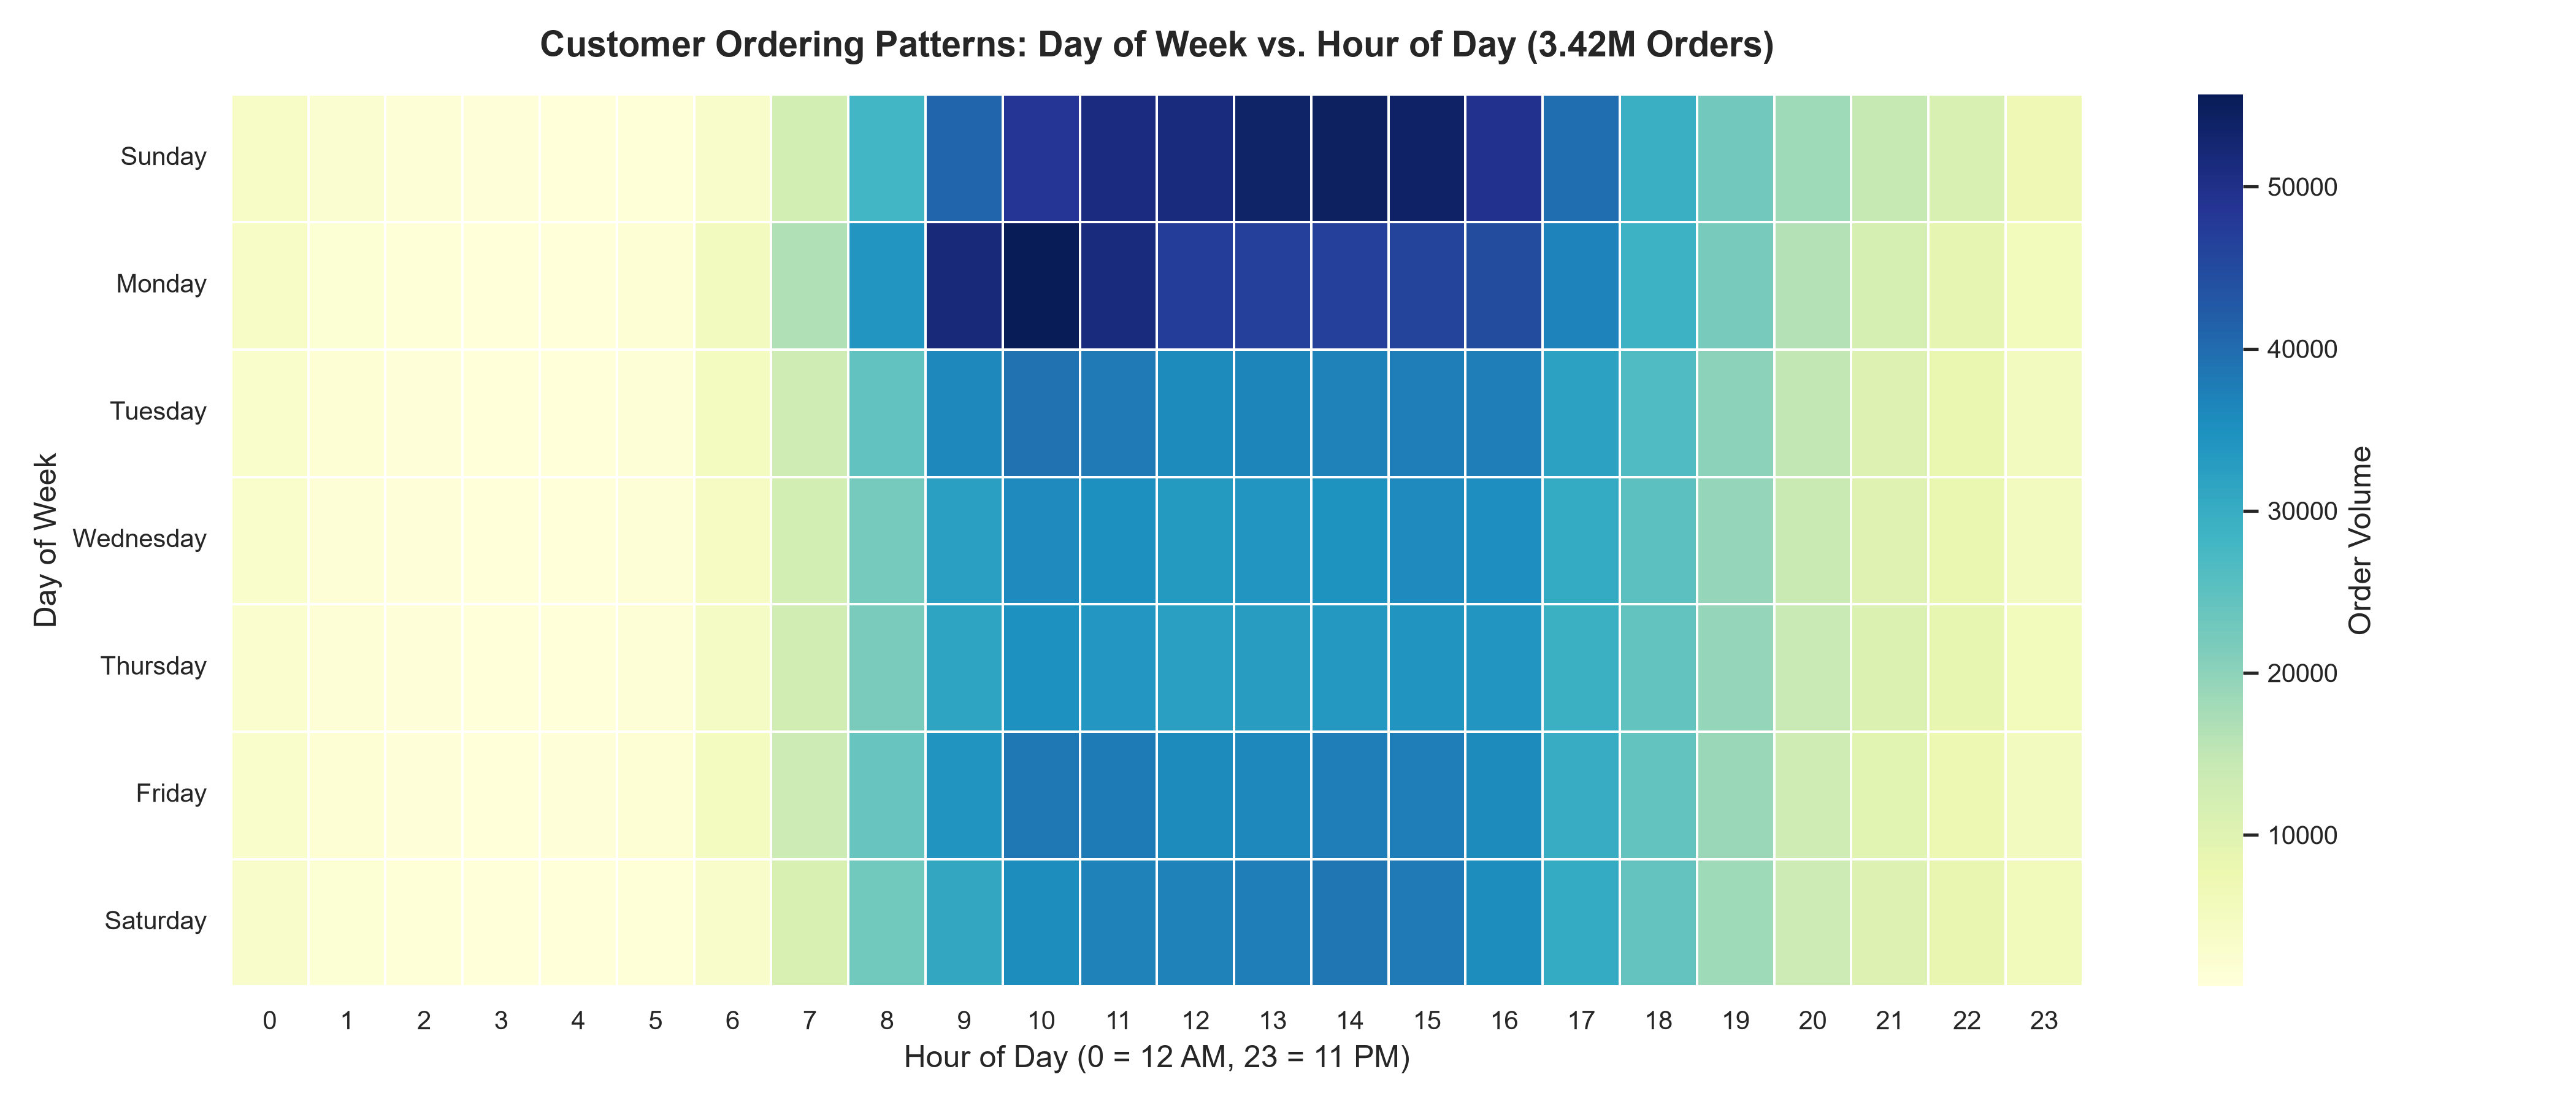 Customer Ordering Patterns: Day of Week vs. Hour of Day (3.42M Orders)
Day of Week
Sunday
Monday
Tuesday
Wednesday
Thursday
Friday
Saturday
0 1 2 3 4 5 6 7 8 9 10 11 12 13 14 15 16 17 18 19 20 21 22 23
Hour of Day (0 = 12 AM, 23 = 11 PM)
50000
40000
30000
20000
10000
Order Volume